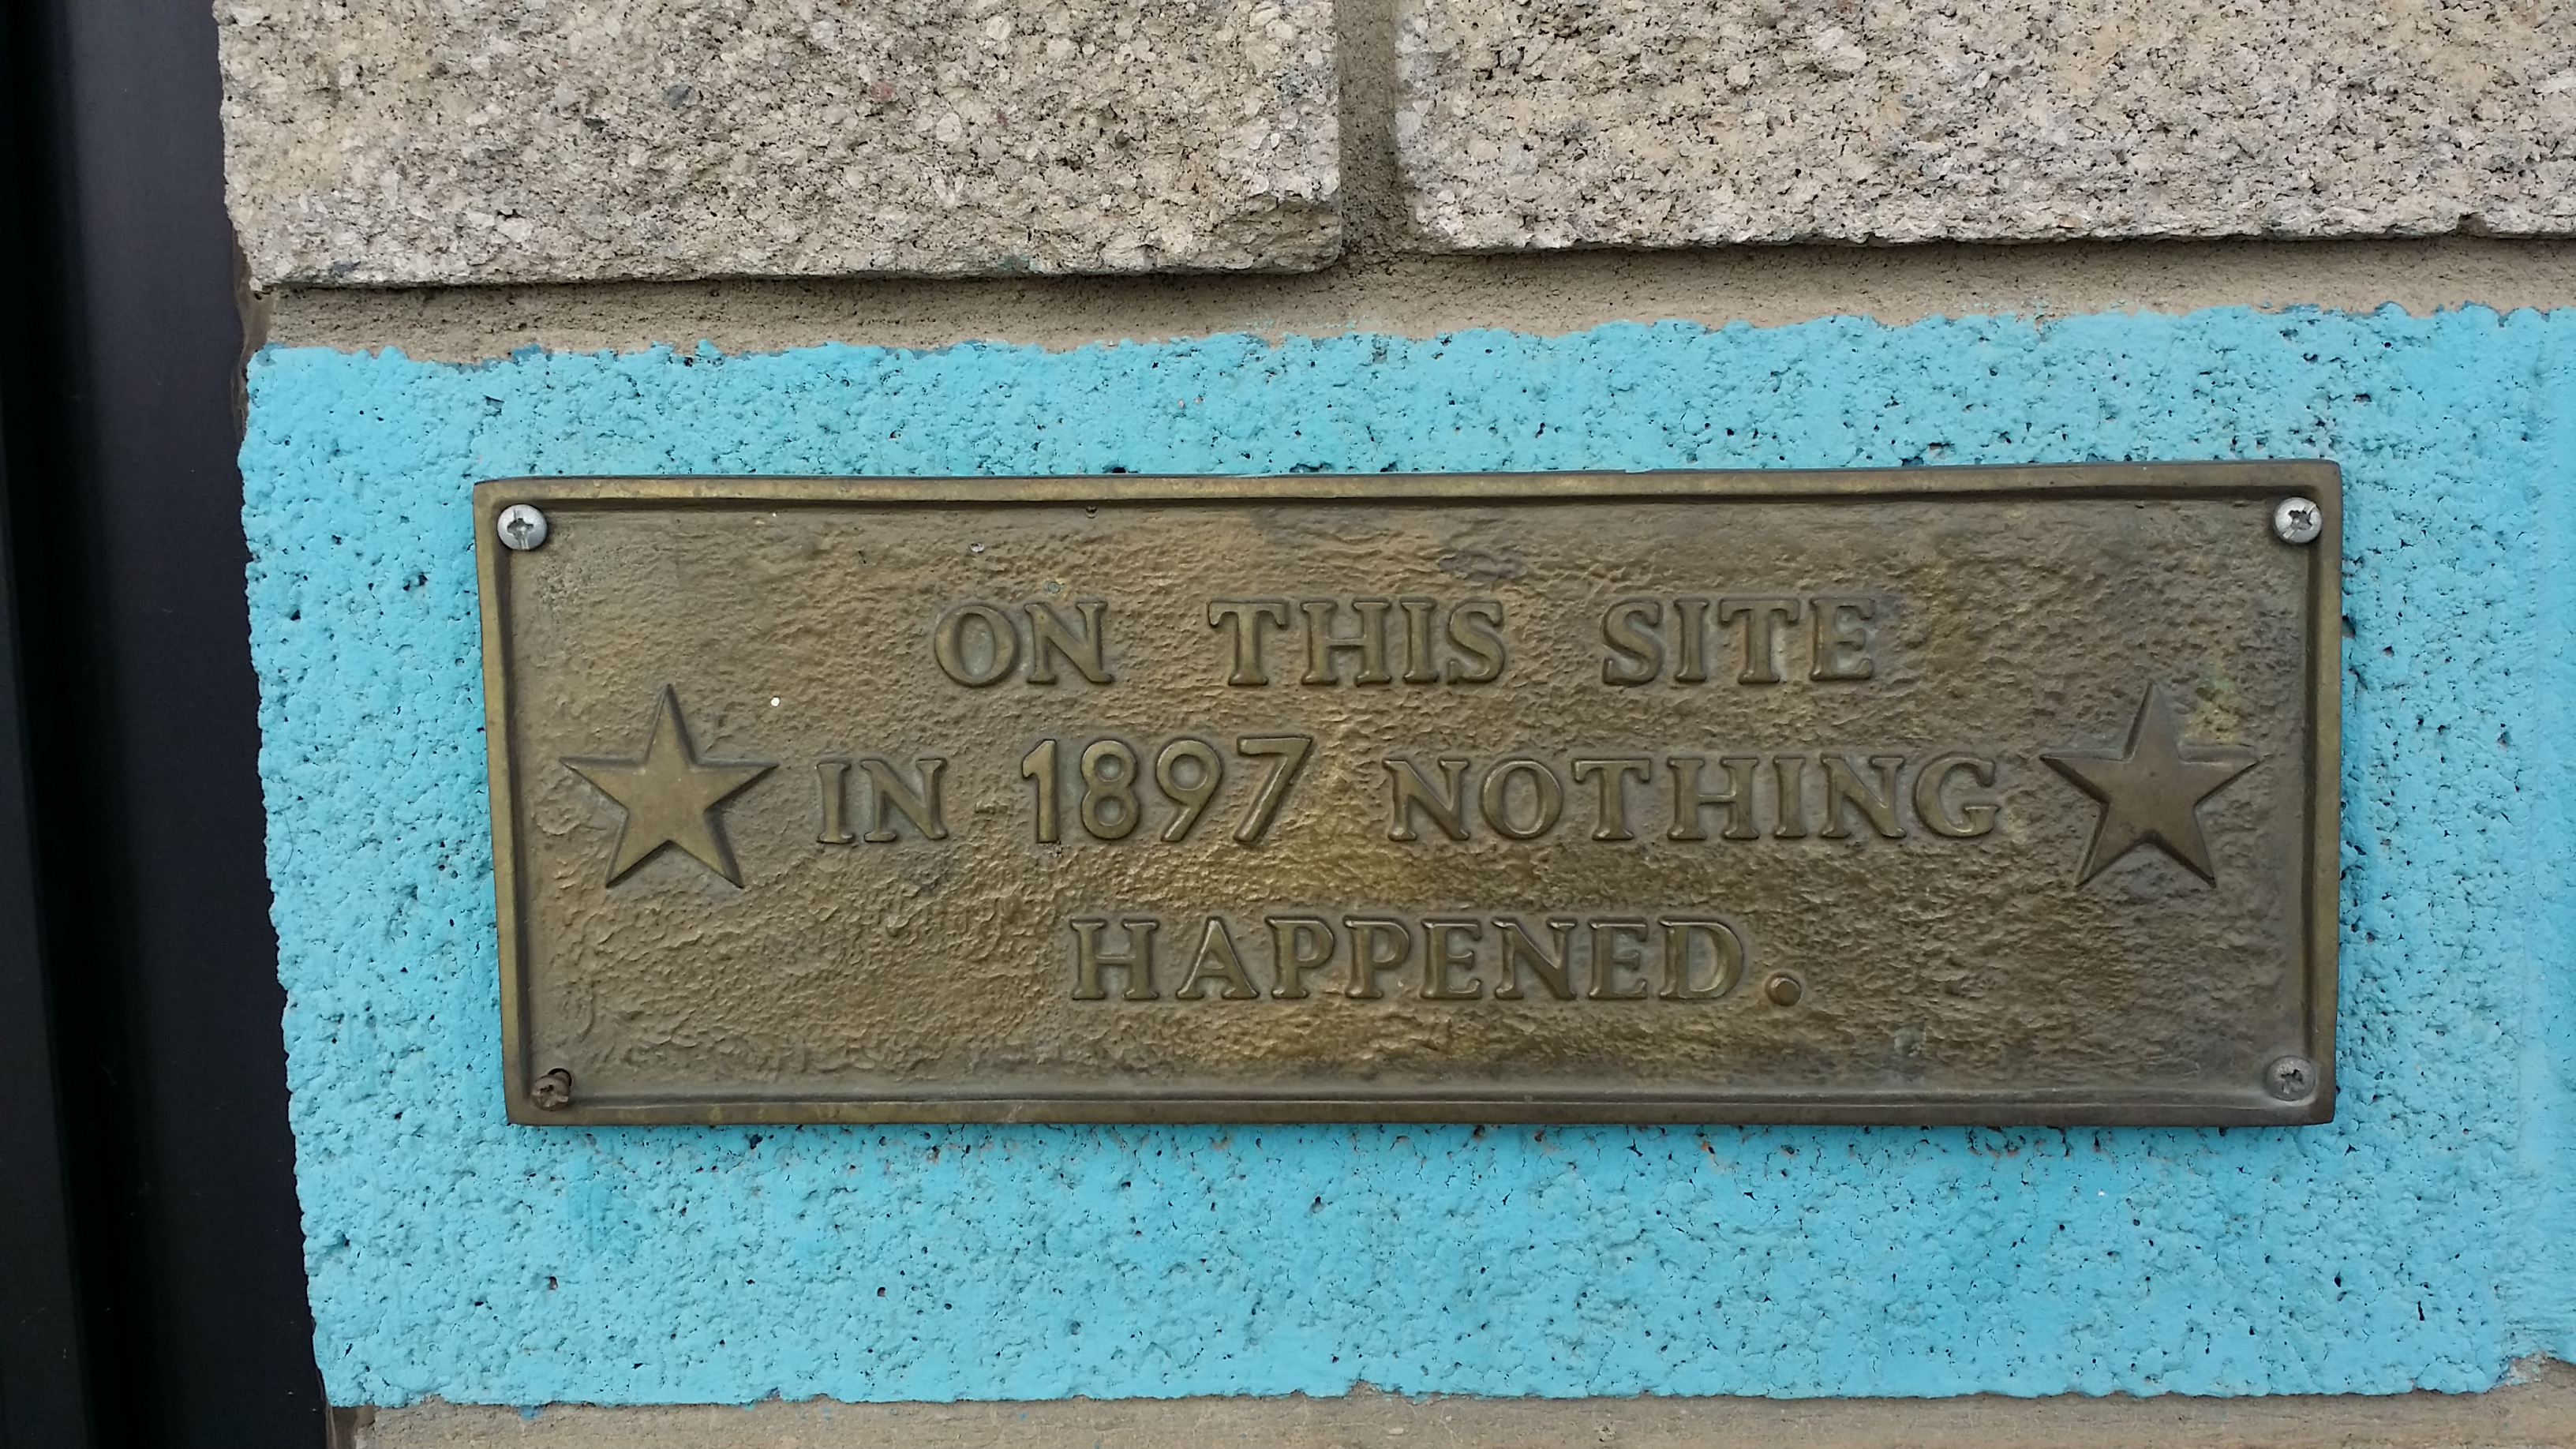 ON THIS SITE
IN 1897 NOTHING
HAPPENED.